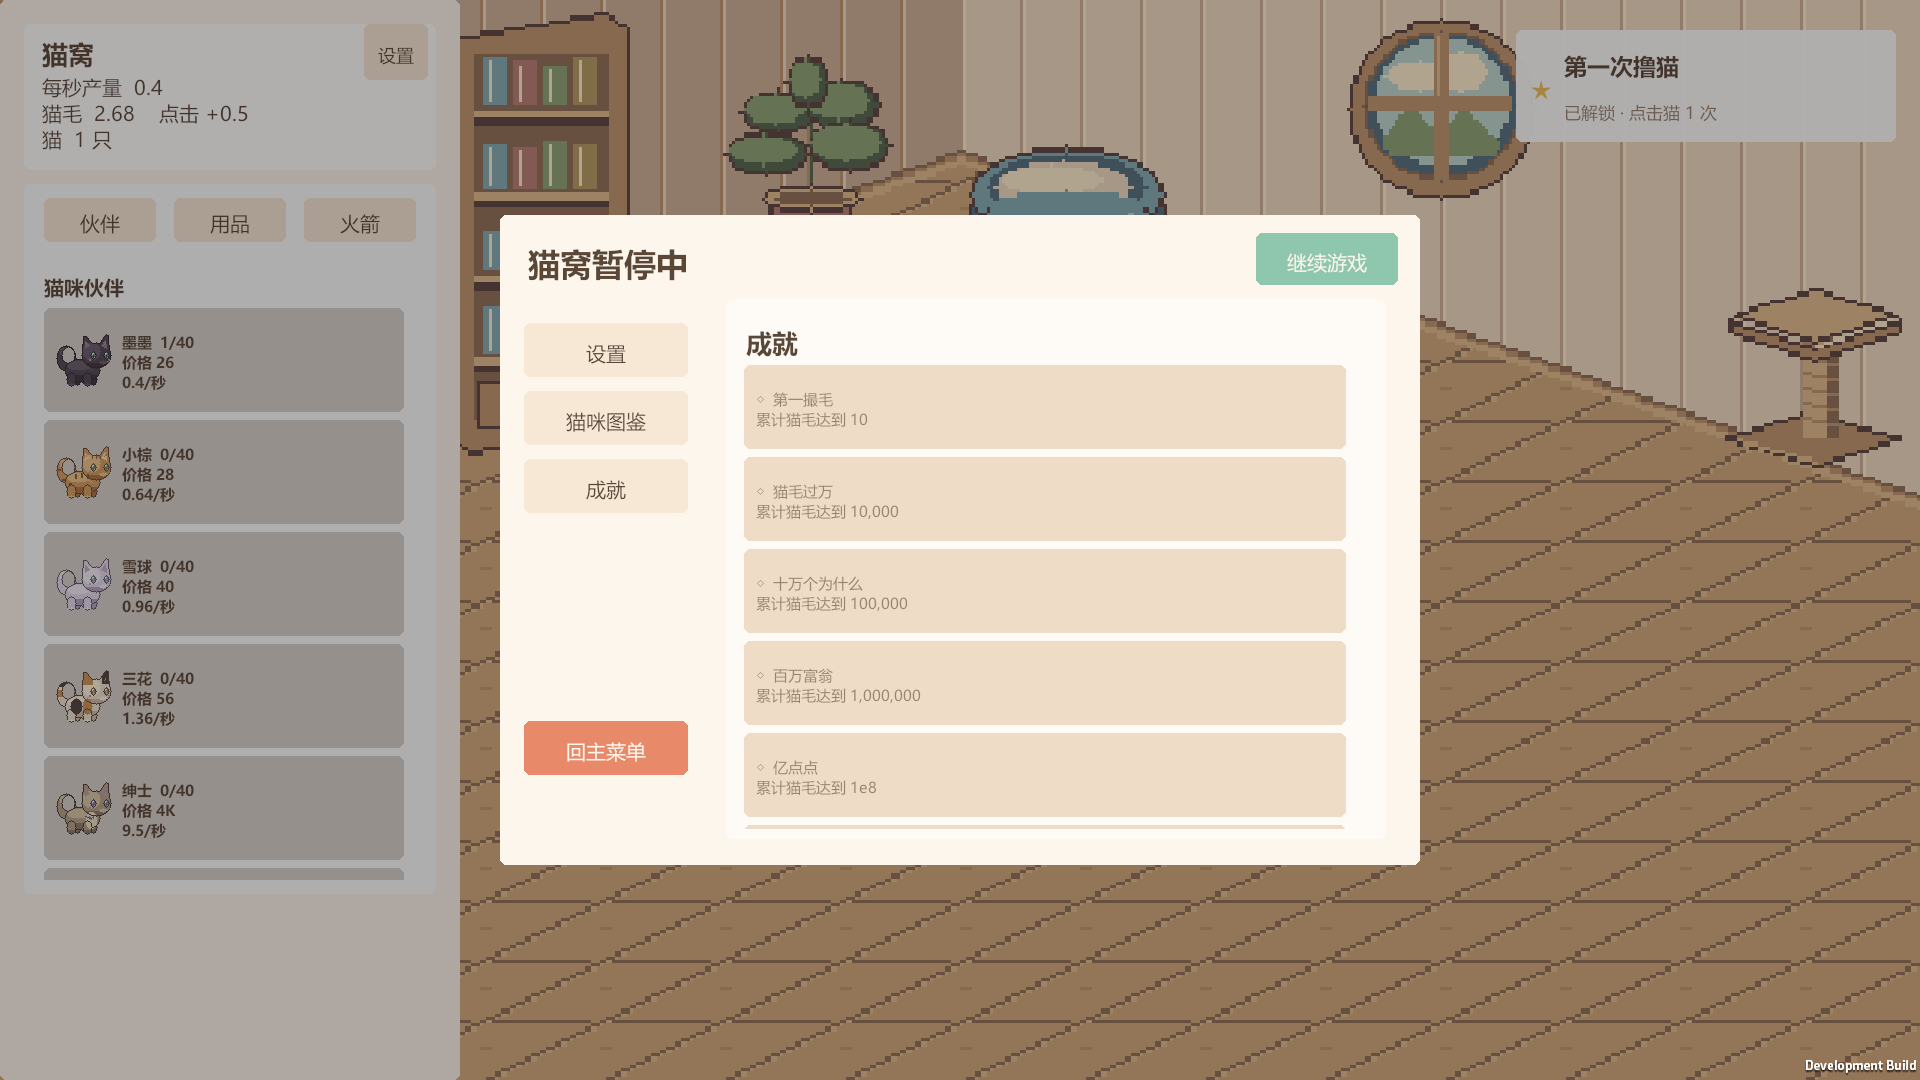 猫窝
设置
每秒产量 0.4
猫毛 2.68 点击 +0.5
猫 1 只
伙伴
用品
火箭
猫咪伙伴
墨墨 1/40
价格 26
0.4/秒
小棕 0/40
价格 28
0.64/秒
雪球 0/40
价格 40
0.96/秒
三花 0/40
价格 56
1.36/秒
绅士 0/40
价格 4K
9.5/秒
第一次撸猫
★
已解锁 · 点击猫 1 次
猫窝暂停中
继续游戏
设置
猫咪图鉴
成就
回主菜单
成就
◇ 第一撮毛
累计猫毛达到 10
◇ 猫毛过万
累计猫毛达到 10,000
◇ 十万个为什么
累计猫毛达到 100,000
◇ 百万富翁
累计猫毛达到 1,000,000
◇ 亿点点
累计猫毛达到 1e8
Development Build